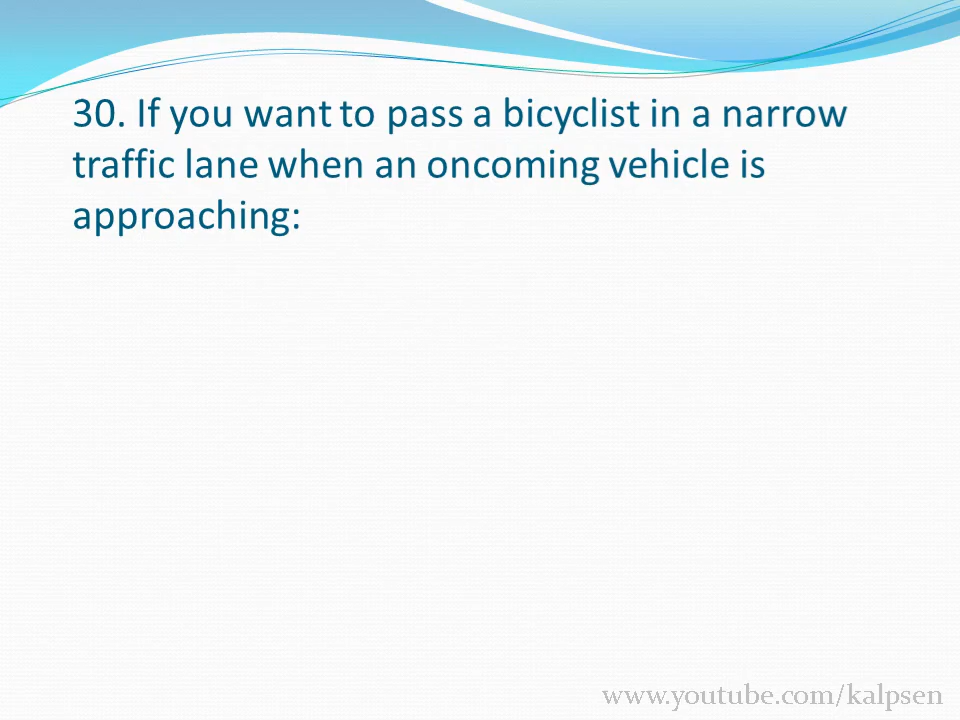 30. If you want to pass a bicyclist in a narrow
traffic lane when an oncoming vehicle is
approaching:
www.youtube.com/kalpsen